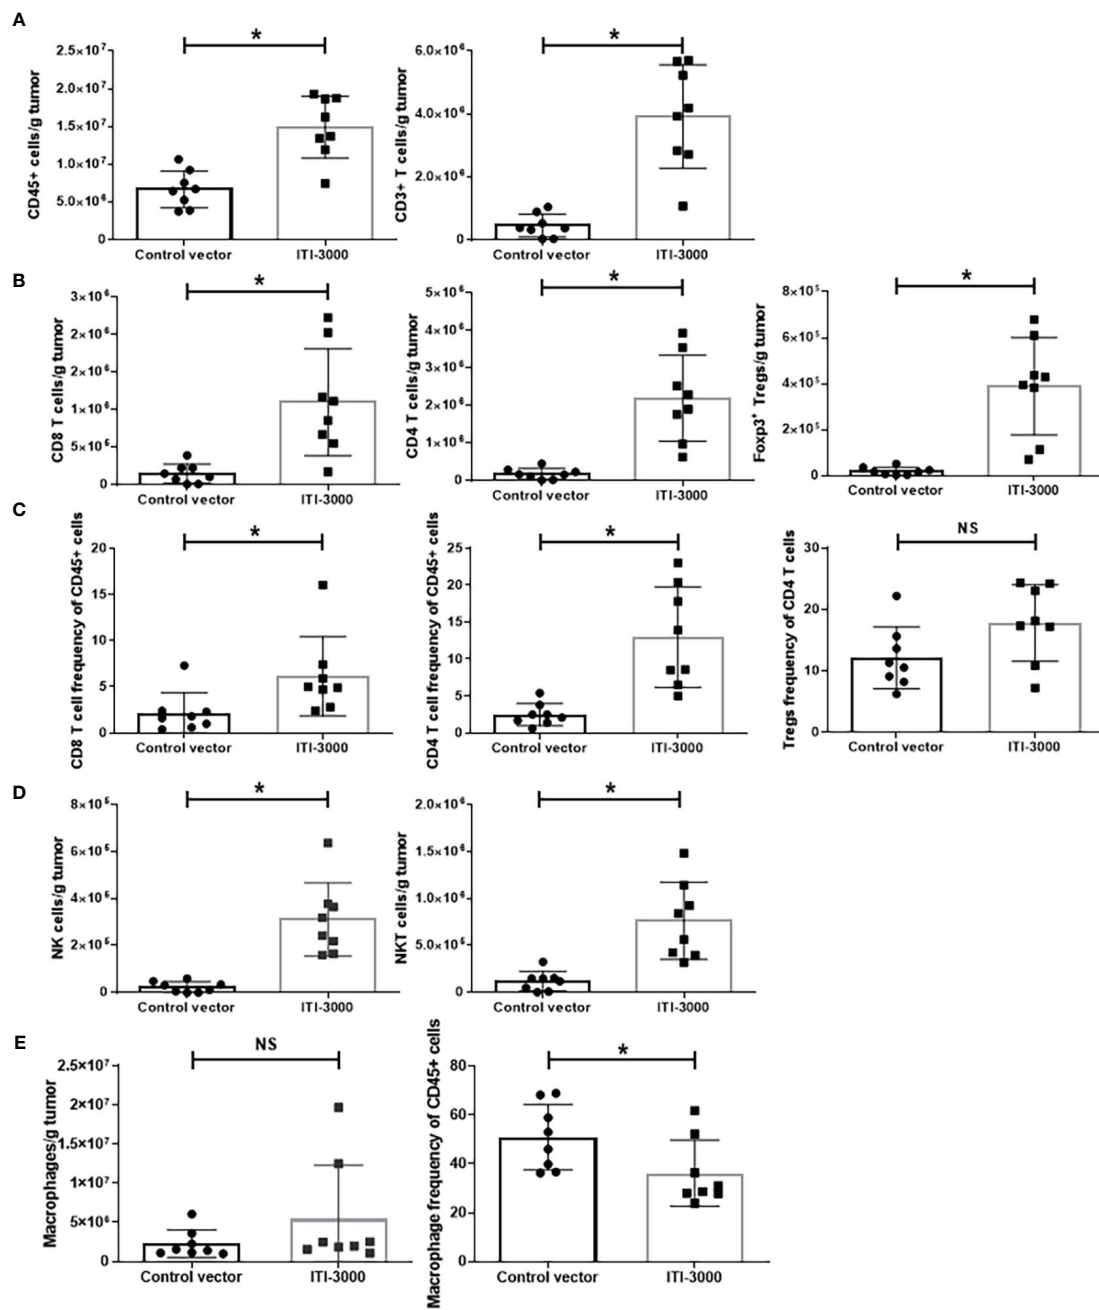 A
*
*
CD45+ cells/g tumor
2.5×10⁷
2.0×10⁷
1.5×10⁷
1.0×10⁷
5.0×10⁶
0
Control vector
ITI-3000
CD3+ T cells/g tumor
6.0×10⁶
4.0×10⁶
2.0×10⁶
0
Control vector
ITI-3000
B
*
*
*
CD8 T cells/g tumor
3×10⁶
2×10⁶
2×10⁶
1×10⁶
5×10⁵
0
Control vector
ITI-3000
CD4 T cells/g tumor
5×10⁶
4×10⁶
3×10⁶
2×10⁶
1×10⁶
0
Control vector
ITI-3000
Foxp3⁺ Tregs/g tumor
8×10⁵
6×10⁵
4×10⁵
2×10⁵
0
Control vector
ITI-3000
C
*
*
NS
CD8 T cell frequency of CD45+ cells
20
15
10
5
0
Control vector
ITI-3000
CD4 T cell frequency of CD45+ cells
25
20
15
10
5
0
Control vector
ITI-3000
Tregs frequency of CD4 T cells
30
20
10
0
Control vector
ITI-3000
D
*
*
NK cells/g tumor
8×10⁵
6×10⁵
4×10⁵
2×10⁵
0
Control vector
ITI-3000
NKT cells/g tumor
2.0×10⁶
1.5×10⁶
1.0×10⁶
5.0×10⁵
0
Control vector
ITI-3000
E
NS
*
Macrophages/g tumor
2.5×10⁷
2×10⁷
1.5×10⁷
1×10⁷
5×10⁶
0
Control vector
ITI-3000
Macrophage frequency of CD45+ cells
80
60
40
20
0
Control vector
ITI-3000